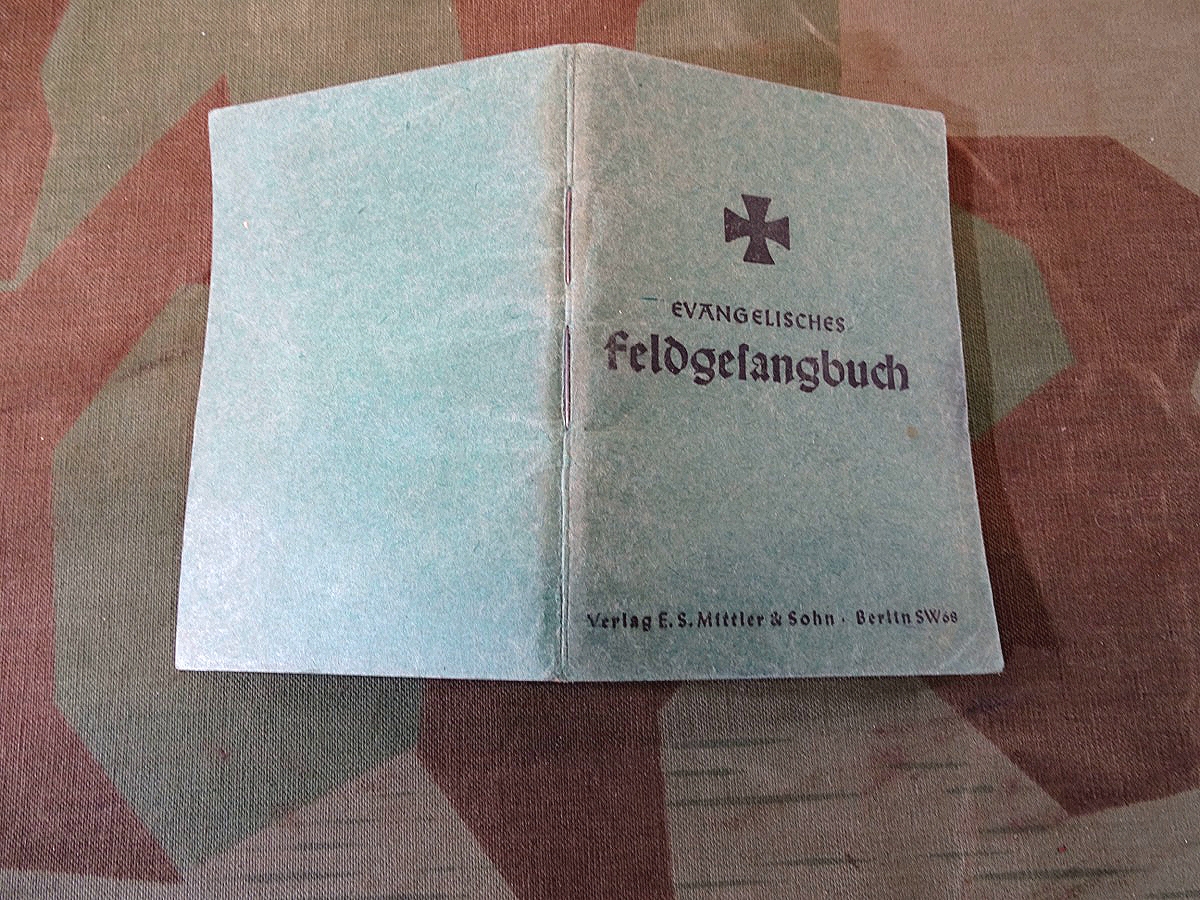 EVANGELISCHES
Feldgeſangbuch
Verlag E. S. Mittler & Sohn · Berlin SW68